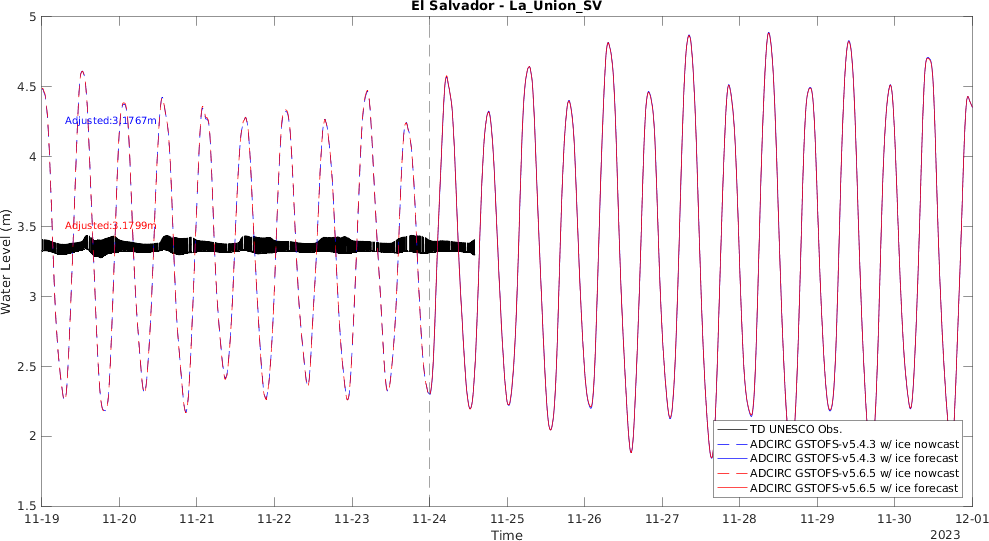 El Salvador - La_Union_SV
5
4.5
4
3.5
3
2.5
2
1.5
Water Level (m)
Adjusted:3.1767m
Adjusted:3.1799m
TD UNESCO Obs.
ADCIRC GSTOFS-v5.4.3 w/ ice nowcast
ADCIRC GSTOFS-v5.4.3 w/ ice forecast
ADCIRC GSTOFS-v5.6.5 w/ ice nowcast
ADCIRC GSTOFS-v5.6.5 w/ ice forecast
11-19 11-20 11-21 11-22 11-23 11-24 11-25 11-26 11-27 11-28 11-29 11-30 12-01
Time
2023